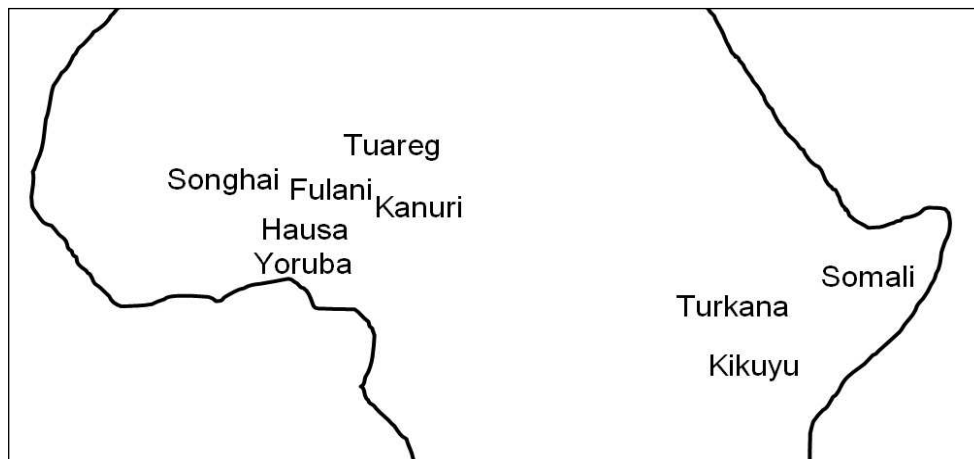 Tuareg
Songhai
Fulani
Kanuri
Hausa
Yoruba
Somali
Turkana
Kikuyu